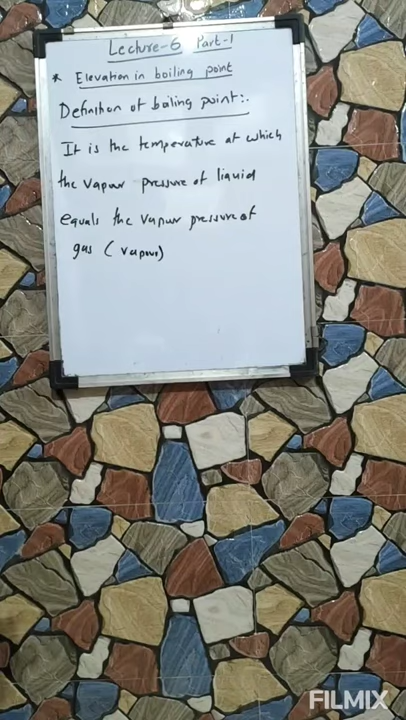 Lecture-6 Part-1
* Elevation in boiling point
Definition of boiling point:.
It is the temperature at which
the vapour pressure of liquid
equals the vapour pressure of
gas (vapour)
FILMIX